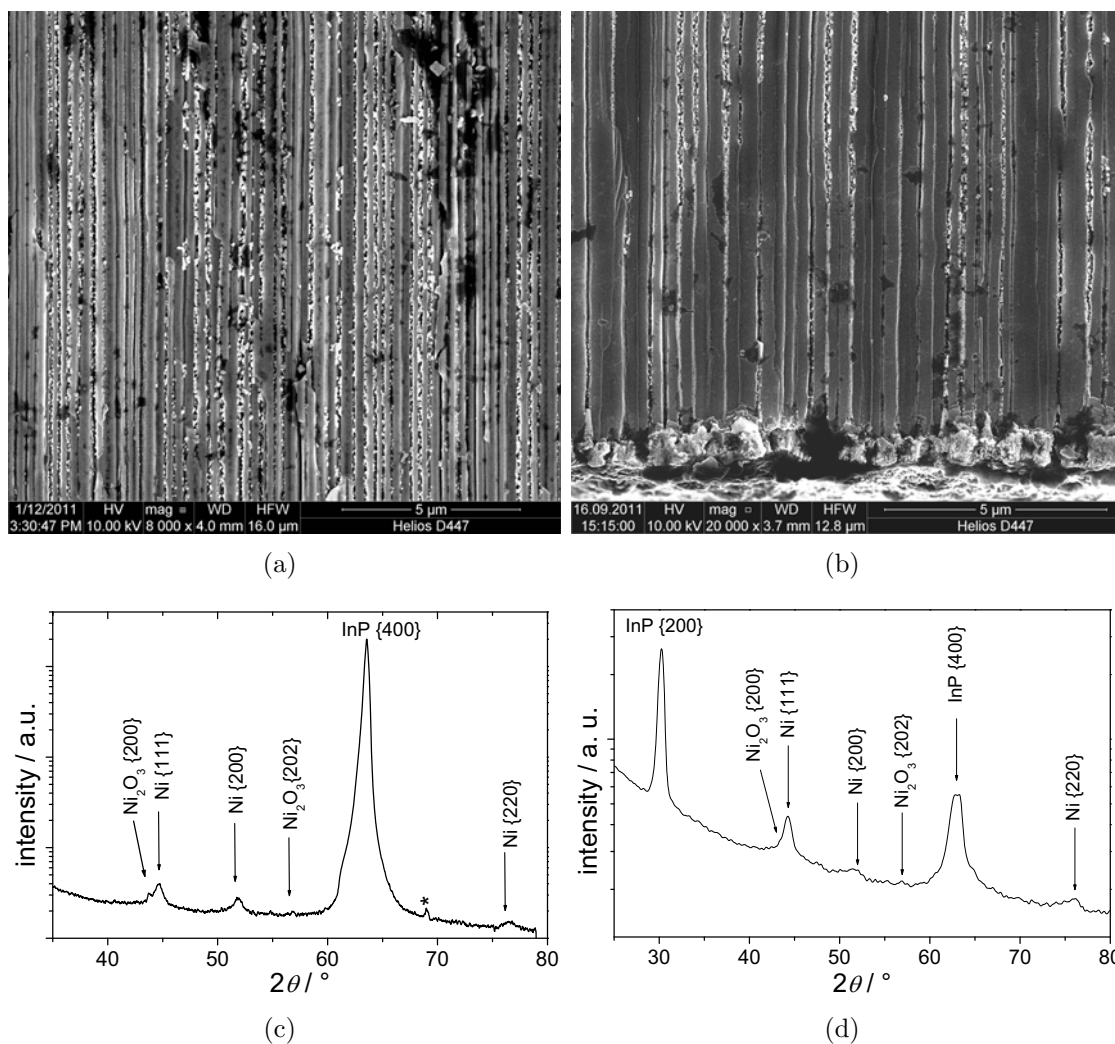 1/12/2011 HV mag WD HFW 5 µm
3:30:47 PM 10.00 kV 8 000 x 4.0 mm 16.0 µm Helios D447
16.09.2011 HV mag WD HFW 5 µm
15:15:00 10.00 kV 20 000 x 3.7 mm 12.8 µm Helios D447
(a)
(b)
InP {400}
Ni₂O₃ {200}
Ni {111}
Ni {200}
Ni₂O₃ {202}
*
Ni {220}
intensity / a.u.
40 50 60 70 80
2θ / °
(c)
InP {200}
Ni₂O₃ {200}
Ni {111}
Ni {200}
Ni₂O₃ {202}
InP {400}
Ni {220}
intensity / a. u.
30 40 50 60 70 80
2θ / °
(d)